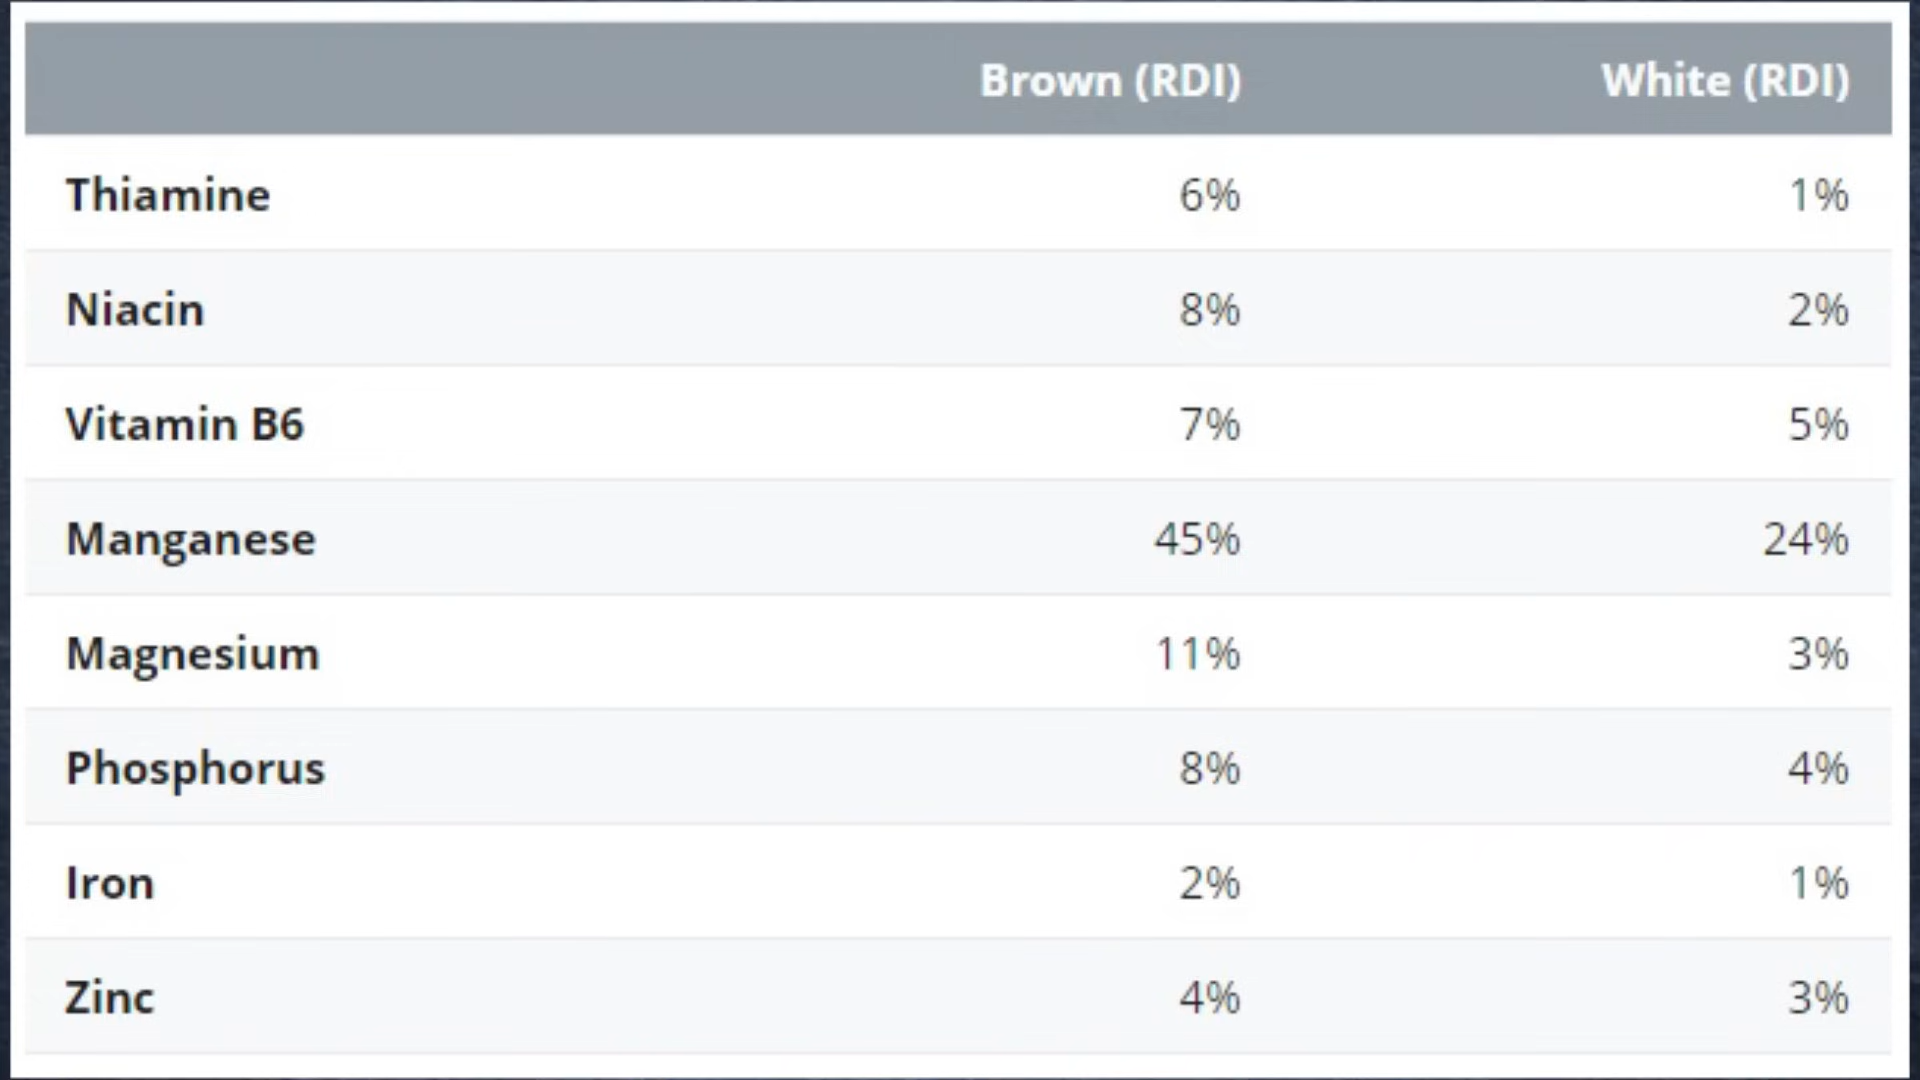 Brown (RDI) White (RDI)
Thiamine 6% 1%
Niacin 8% 2%
Vitamin B6 7% 5%
Manganese 45% 24%
Magnesium 11% 3%
Phosphorus 8% 4%
Iron 2% 1%
Zinc 4% 3%